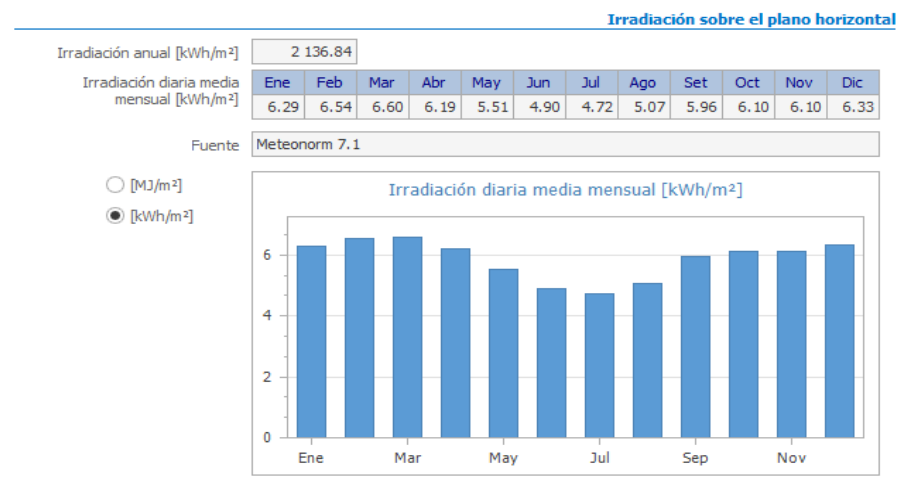 Irradiación sobre el plano horizontal
Irradiación anual [kWh/m²] 2 136.84
Irradiación diaria media mensual [kWh/m²]
Ene Feb Mar Abr May Jun Jul Ago Set Oct Nov Dic
6.29 6.54 6.60 6.19 5.51 4.90 4.72 5.07 5.96 6.10 6.10 6.33
Fuente Meteonorm 7.1
[MJ/m²]
[kWh/m²]
Irradiación diaria media mensual [kWh/m²]
6
4
2
0
Ene Mar May Jul Sep Nov